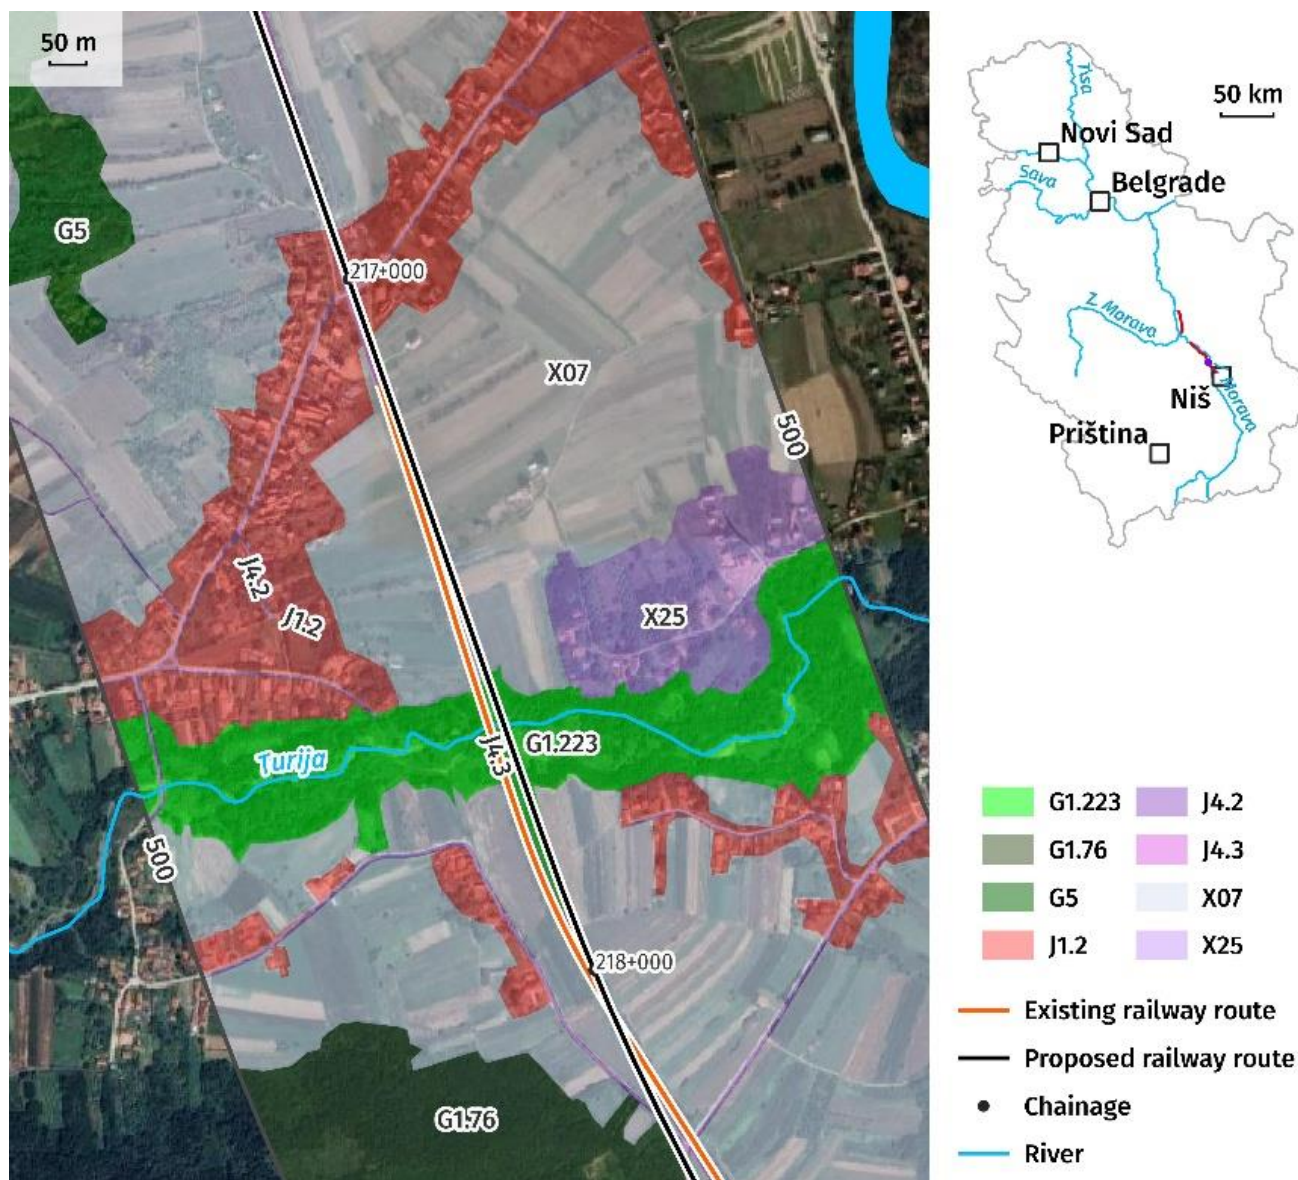 50 m
G5
217+000
X07
500
J4.2
J1.2
X25
Turija
J4.3
G1.223
500
218+000
G1.76
Tisa
50 km
Novi Sad
Sava
Belgrade
Z. Morava
Morava
Niš
Priština
G1.223
J4.2
G1.76
J4.3
G5
X07
J1.2
X25
Existing railway route
Proposed railway route
Chainage
River